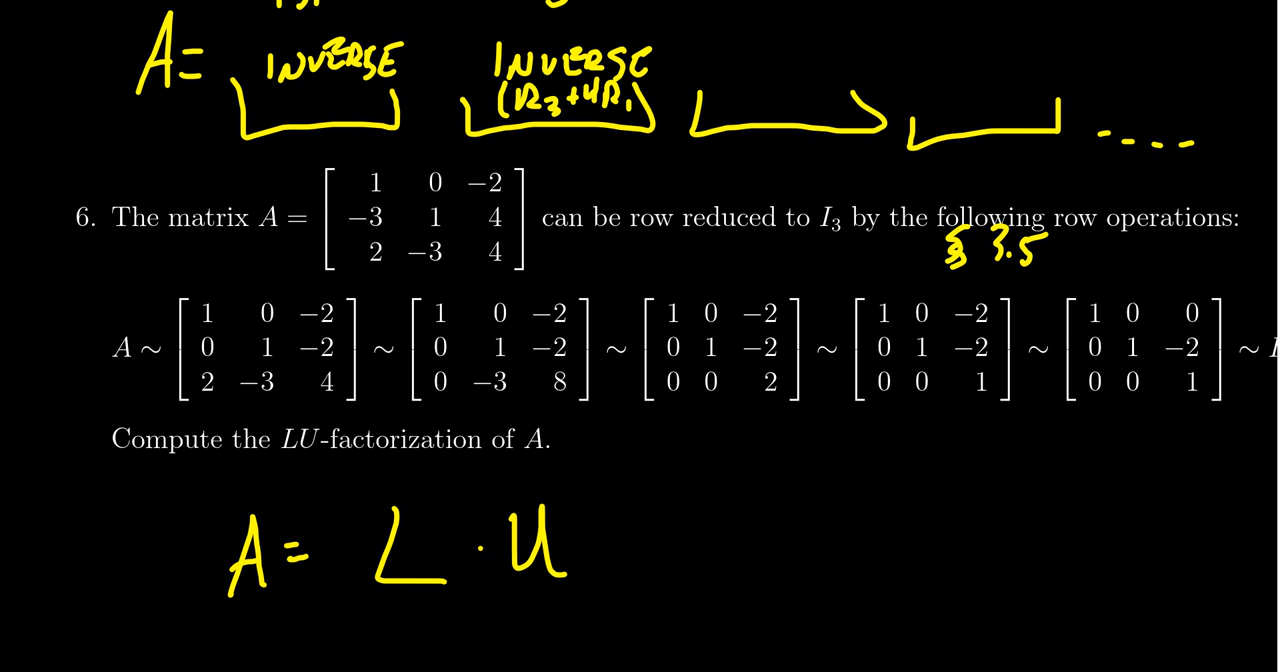 A= INVERSE INVERSE
(R₃+4R₁
6. The matrix A = [1 0 −2; −3 1 4; 2 −3 4] can be row reduced to I₃ by the following row operations:
§ 3.5
A ∼ [1 0 −2; 0 1 −2; 2 −3 4] ∼ [1 0 −2; 0 1 −2; 0 −3 8] ∼ [1 0 −2; 0 1 −2; 0 0 2] ∼ [1 0 −2; 0 1 −2; 0 0 1] ∼ [1 0 0; 0 1 −2; 0 0 1] ∼
Compute the LU-factorization of A.
A = L · U